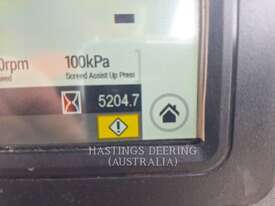 0rpm
100kPa
Screed Assist Up Press
5204.7
HASTINGS DEERING
(AUSTRALIA)